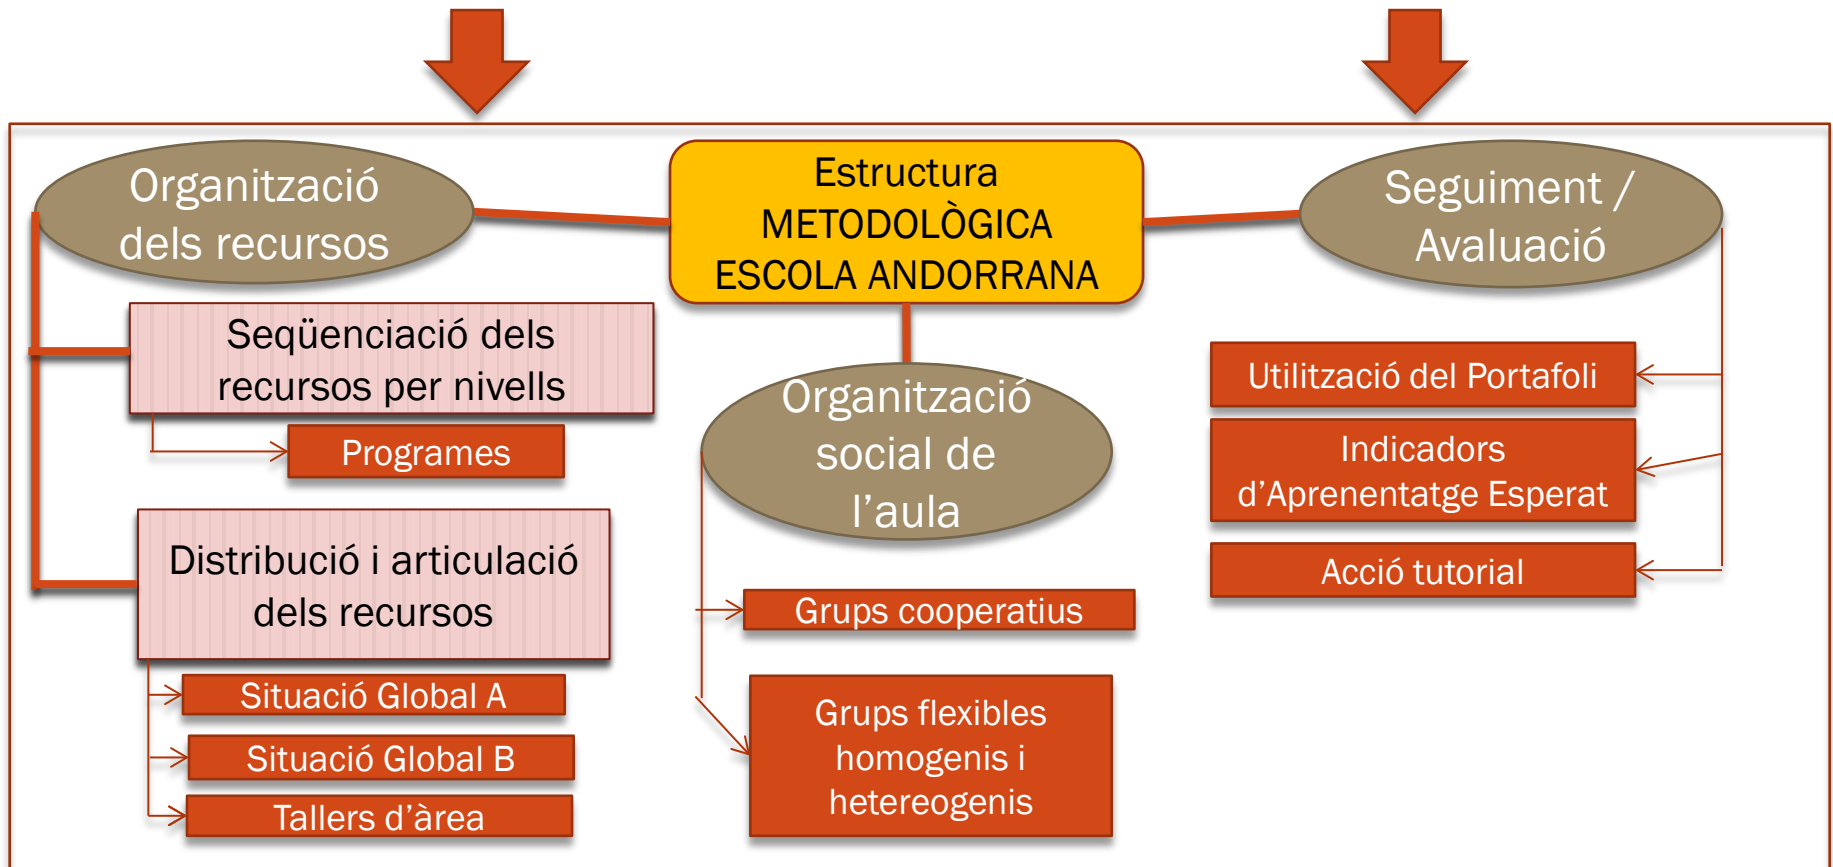 Organització
dels recursos
Estructura
METODOLÒGICA
ESCOLA ANDORRANA
Seguiment /
Avaluació
Seqüenciació dels
recursos per nivells
Programes
Distribució i articulació
dels recursos
Situació Global A
Situació Global B
Tallers d’àrea
Organització
social de
l’aula
Grups cooperatius
Grups flexibles
homogenis i
hetereogenis
Utilització del Portafoli
Indicadors
d’Aprenentatge Esperat
Acció tutorial